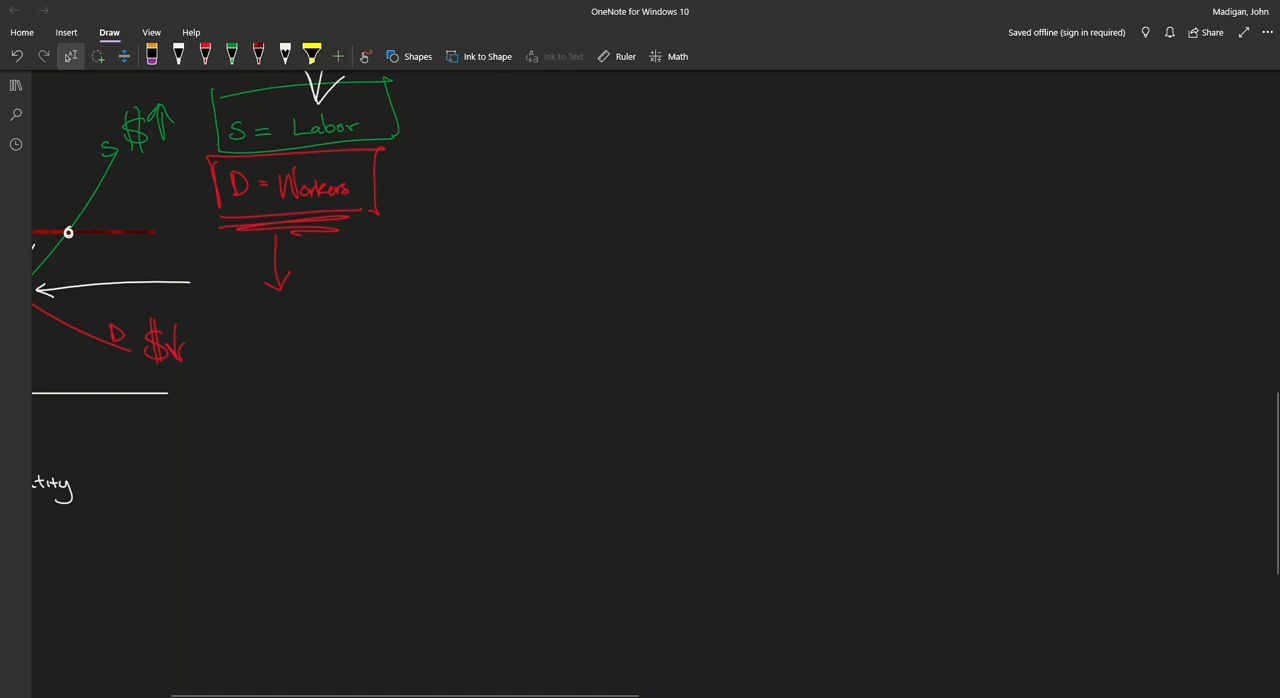 OneNote for Windows 10
Madigan, John
Home Insert Draw View Help
Saved offline (sign in required) Share
Shapes Ink to Shape Ink to Text Ruler Math
$
S
S = Labor
D = Workers
D $
tity